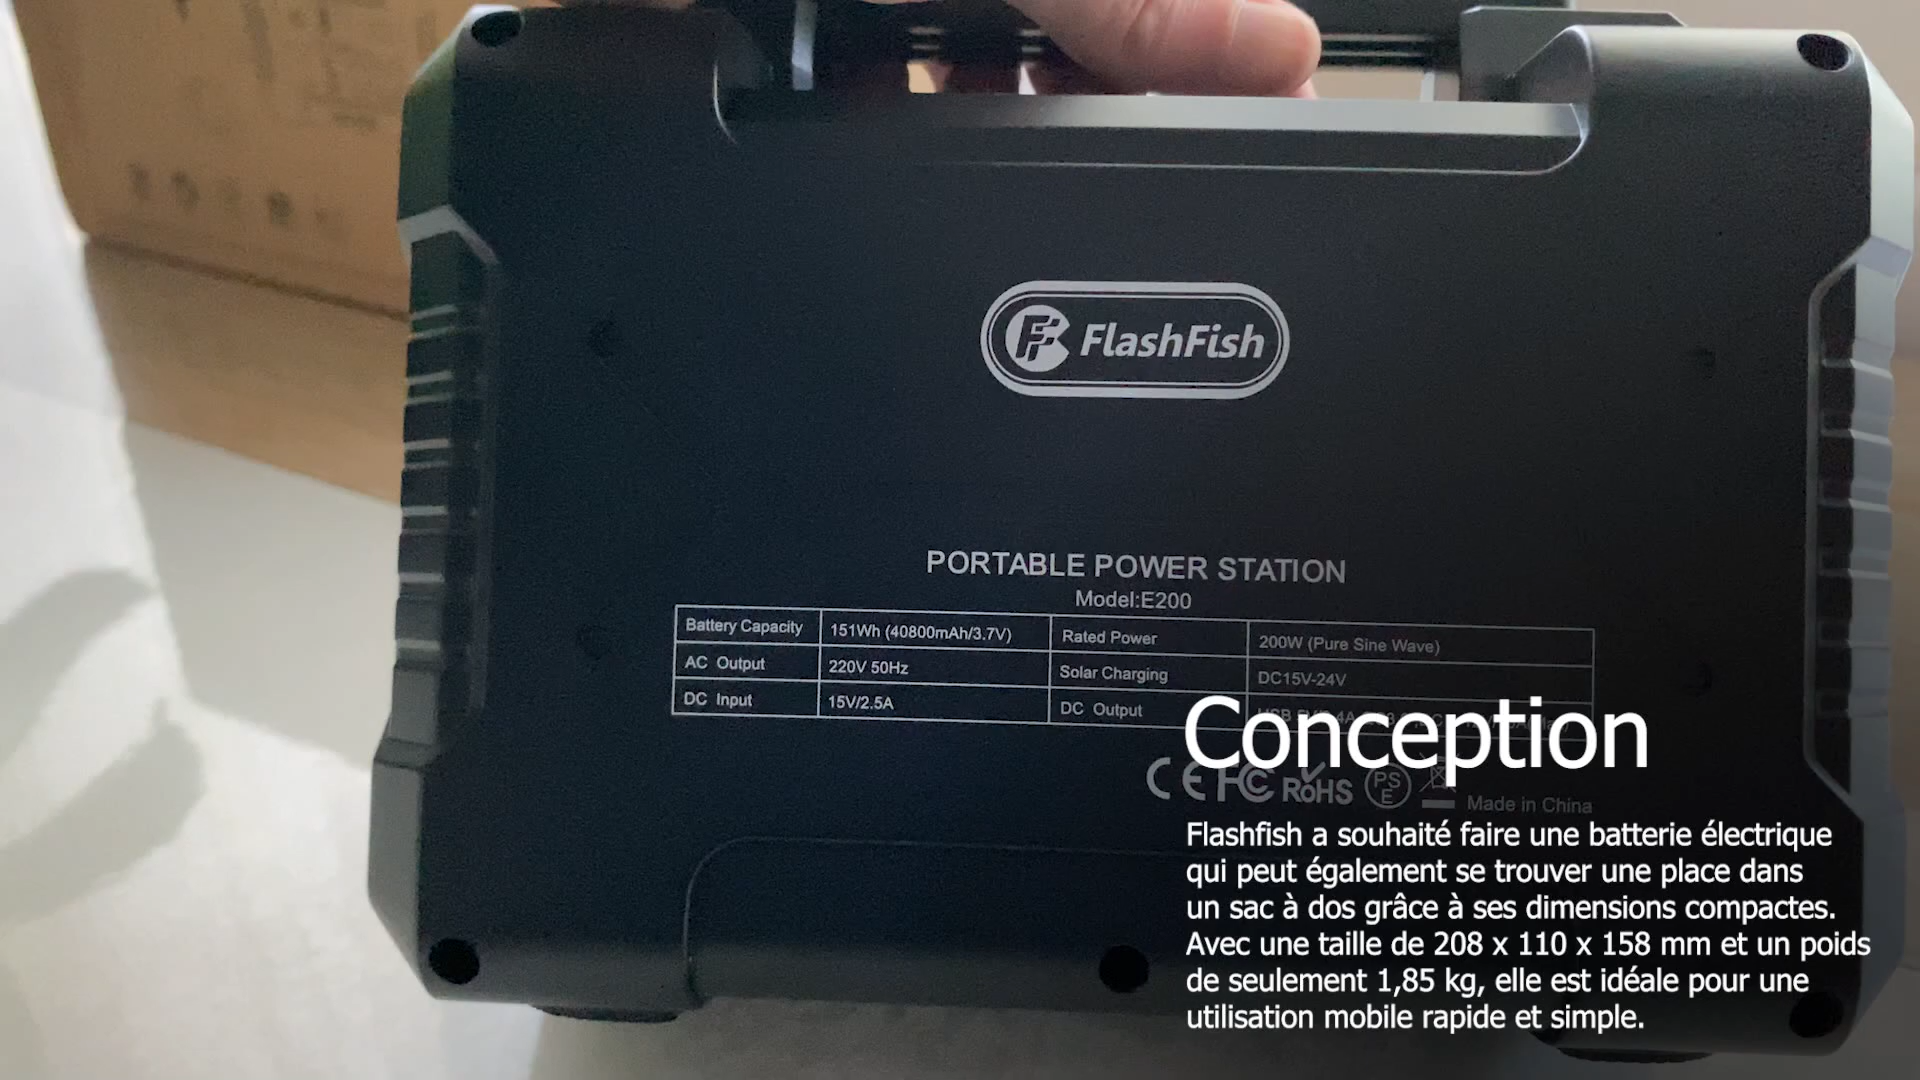 FlashFish
PORTABLE POWER STATION
Model:E200
Battery Capacity 151Wh (40800mAh/3.7V) Rated Power 200W (Pure Sine Wave)
AC Output 220V 50Hz Solar Charging DC15V-24V
DC Input 15V/2.5A DC Output
Conception
CE FC RoHS PSE
Made in China
Flashfish a souhaité faire une batterie électrique
qui peut également se trouver une place dans
un sac à dos grâce à ses dimensions compactes.
Avec une taille de 208 x 110 x 158 mm et un poids
de seulement 1,85 kg, elle est idéale pour une
utilisation mobile rapide et simple.